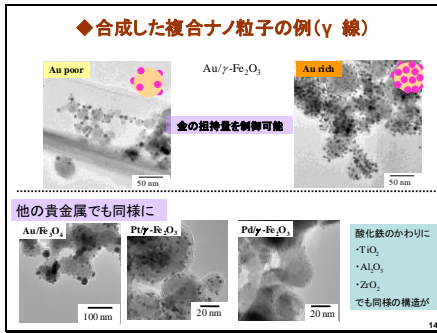 ◆合成した複合ナノ粒子の例(γ 線)
Au poor
Au/γ-Fe₂O₃
Au rich
金の担持量を制御可能
50 nm
50 nm
他の貴金属でも同様に
Au/Fe₃O₄
Pt/γ-Fe₂O₃
Pd/γ-Fe₂O₃
100 nm
20 nm
20 nm
酸化鉄のかわりに
・TiO₂
・Al₂O₃
・ZrO₂
でも同様の構造が
14